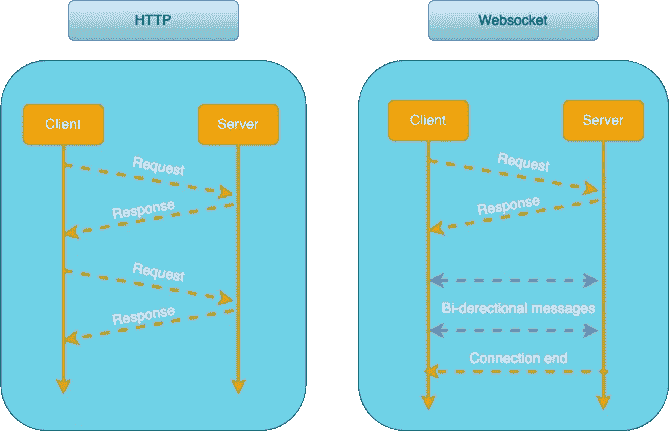 HTTP
Client
Server
Request
Response
Request
Response
Websocket
Client
Server
Request
Response
Bi-derectional messages
Connection end